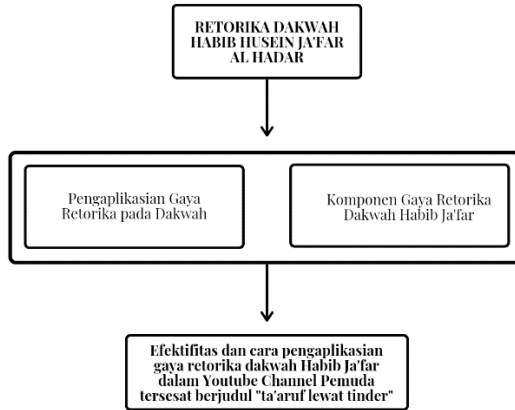 RETORIKA DAKWAH
HABIB HUSEIN JA'FAR
AL HADAR
Pengaplikasian Gaya
Retorika pada Dakwah
Komponen Gaya Retorika
Dakwah Habib Ja'far
Efektifitas dan cara pengaplikasian
gaya retorika dakwah Habib Ja'far
dalam Youtube Channel Pemuda
tersesat berjudul "ta'aruf lewat tinder"